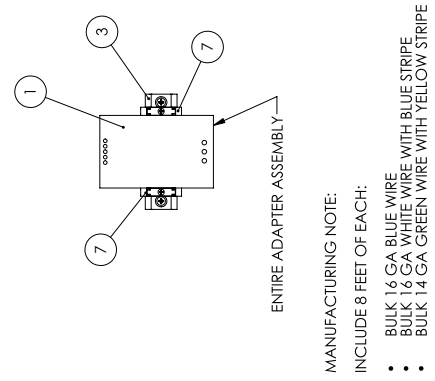 1
3
7
7
ENTIRE ADAPTER ASSEMBLY
MANUFACTURING NOTE:
INCLUDE 8 FEET OF EACH:
• BULK 16 GA BLUE WIRE
• BULK 16 GA WHITE WIRE WITH BLUE STRIPE
• BULK 14 GA GREEN WIRE WITH YELLOW STRIPE